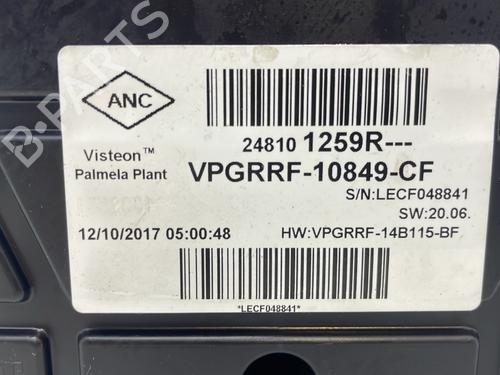 ANC
24810 1259R---
Visteon™
Palmela Plant
VPGRRF-10849-CF
S/N:LECF048841
SW:20.06.
12/10/2017 05:00:48
HW:VPGRRF-14B115-BF
*LECF048841*
B-PARTS